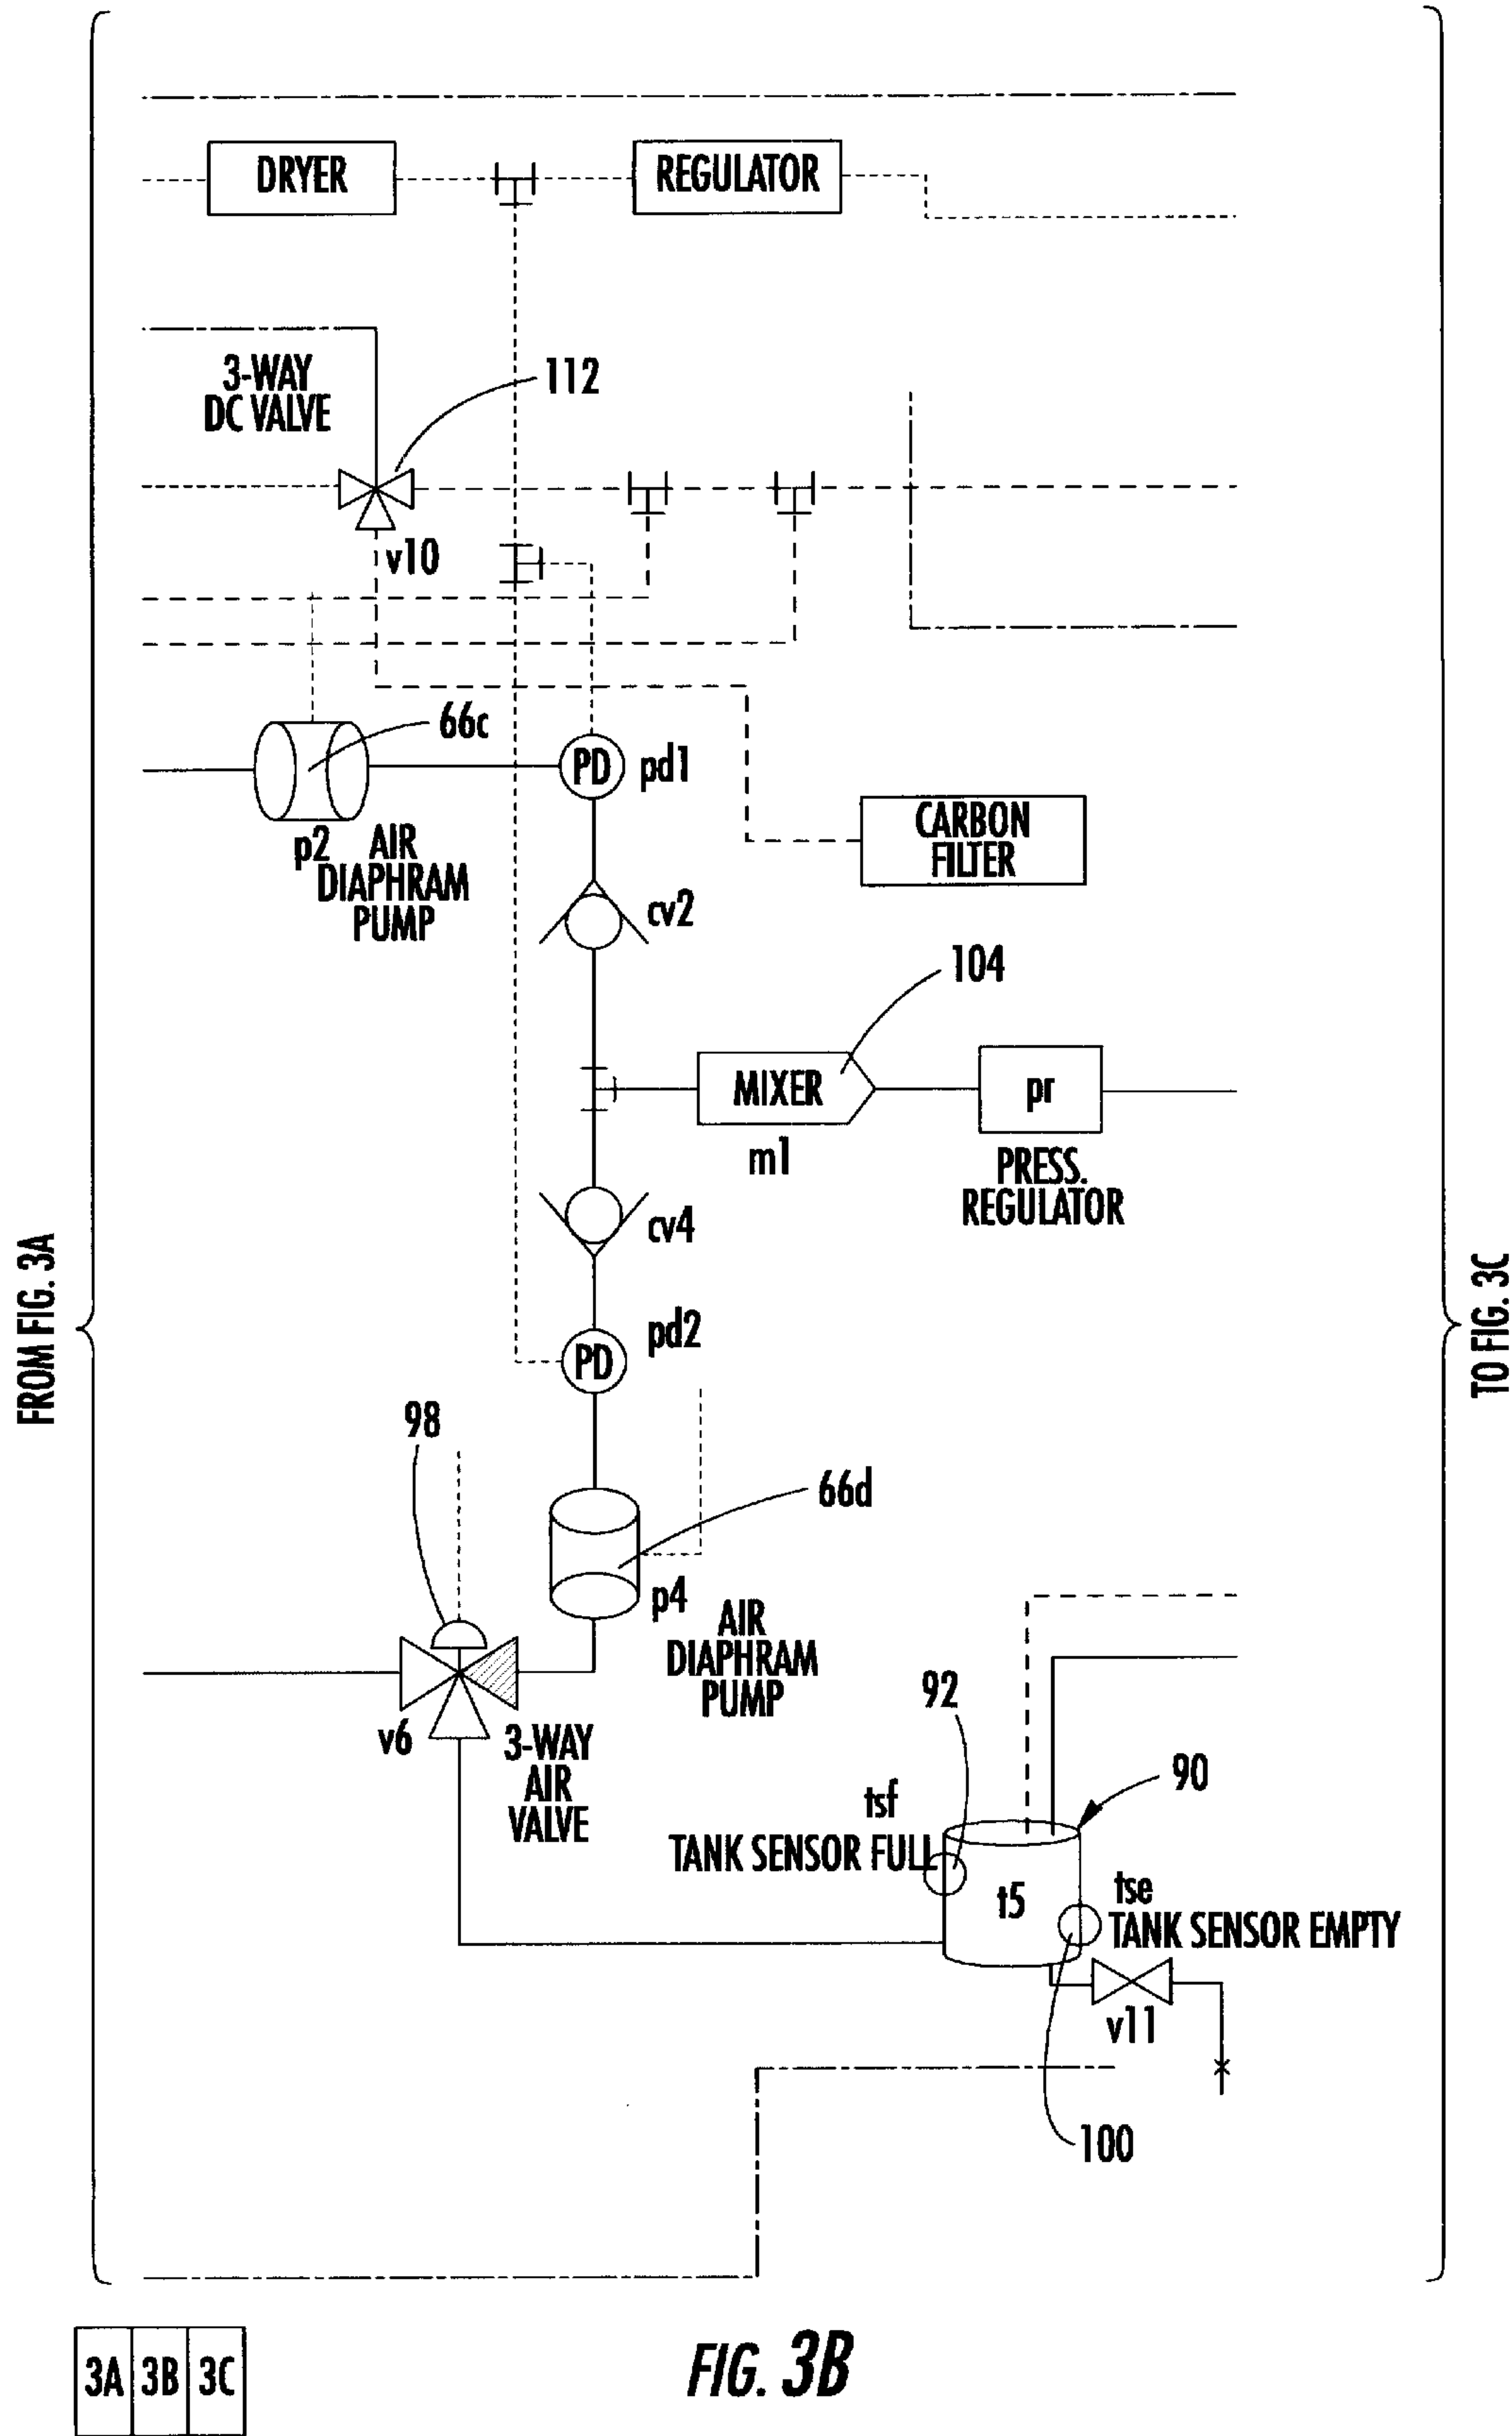 DRYER
REGULATOR
3-WAY
DC VALVE
112
v10
66c
PD
pd1
p2
AIR
DIAPHRAM
PUMP
CARBON
FILTER
cv2
104
MIXER
m1
pr
PRESS.
REGULATOR
cv4
FROM FIG. 3A
TO FIG. 3C
pd2
PD
98
66d
p4
AIR
DIAPHRAM
PUMP
v6
3-WAY
AIR
VALVE
92
90
tsf
TANK SENSOR FULL
t5
tse
TANK SENSOR EMPTY
v11
100
3A 3B 3C
FIG. 3B